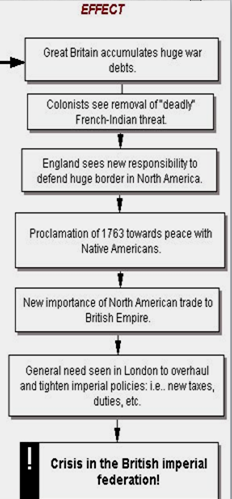 EFFECT
Great Britain accumulates huge war
debts.
Colonists see removal of "deadly"
French-Indian threat.
England sees new responsibility to
defend huge border in North America.
Proclamation of 1763 towards peace with
Native Americans.
New importance of North American trade to
British Empire.
General need seen in London to overhaul
and tighten imperial policies: i.e.. new taxes,
duties, etc.
! Crisis in the British imperial
federation!